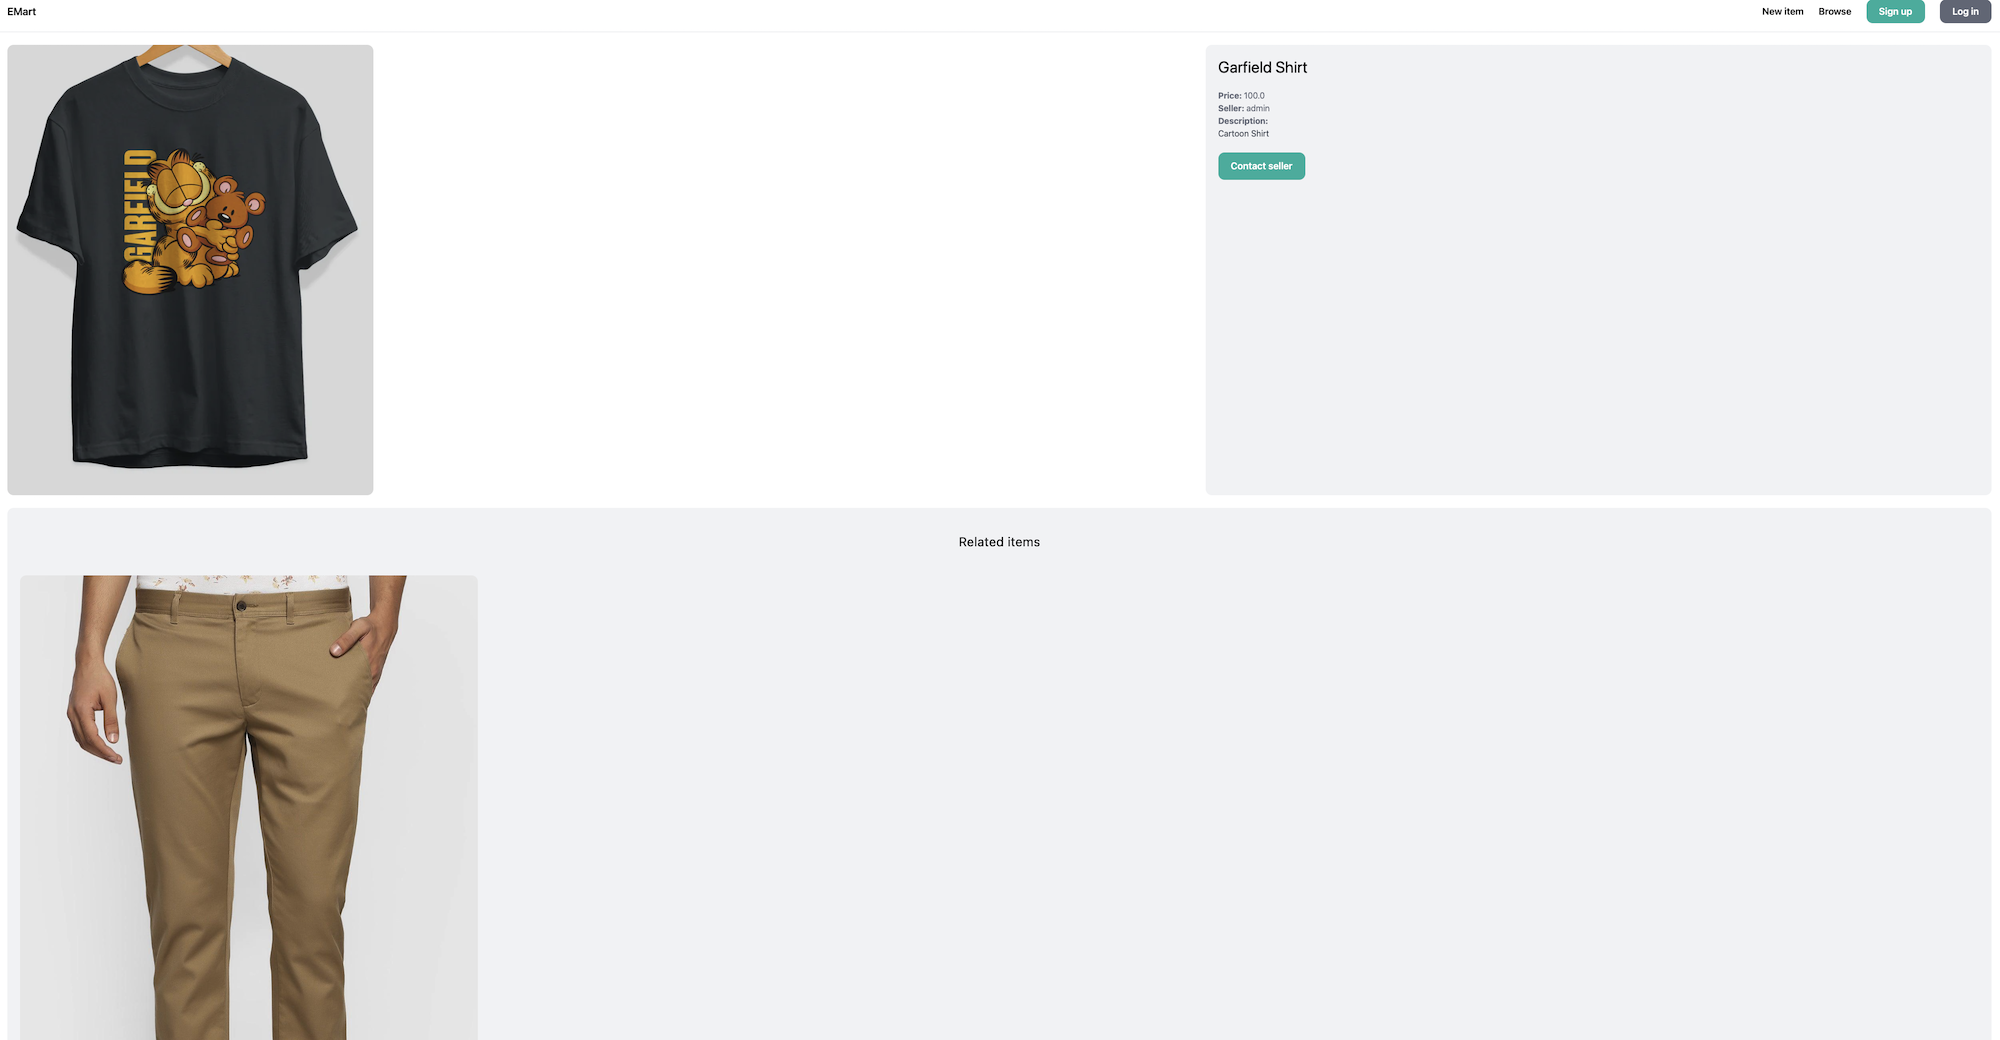 EMart
New item Browse Sign up Log in
GARFIELD
Garfield Shirt
Price: 100.0
Seller: admin
Description:
Cartoon Shirt
Contact seller
Related items